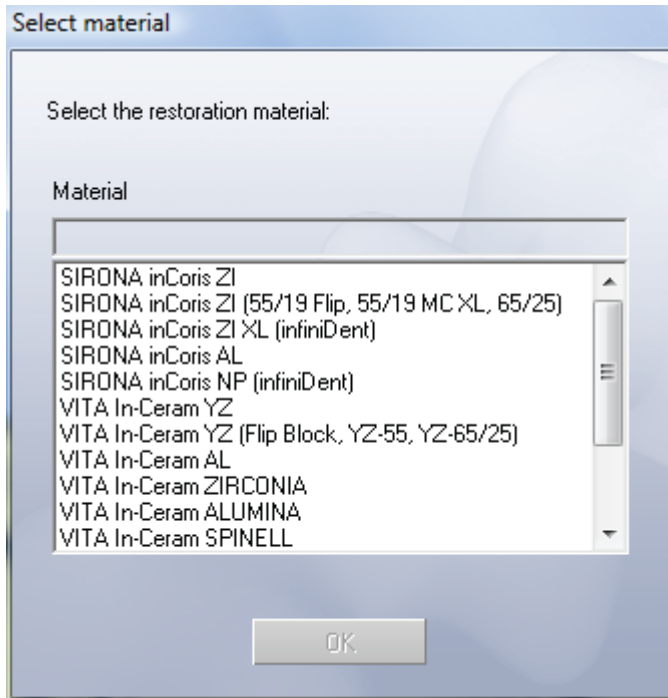 Select material
Select the restoration material:
Material
SIRONA inCoris ZI
SIRONA inCoris ZI (55/19 Flip, 55/19 MC XL, 65/25)
SIRONA inCoris ZI XL (infiniDent)
SIRONA inCoris AL
SIRONA inCoris NP (infiniDent)
VITA In-Ceram YZ
VITA In-Ceram YZ (Flip Block, YZ-55, YZ-65/25)
VITA In-Ceram AL
VITA In-Ceram ZIRCONIA
VITA In-Ceram ALUMINA
VITA In-Ceram SPINELL
OK